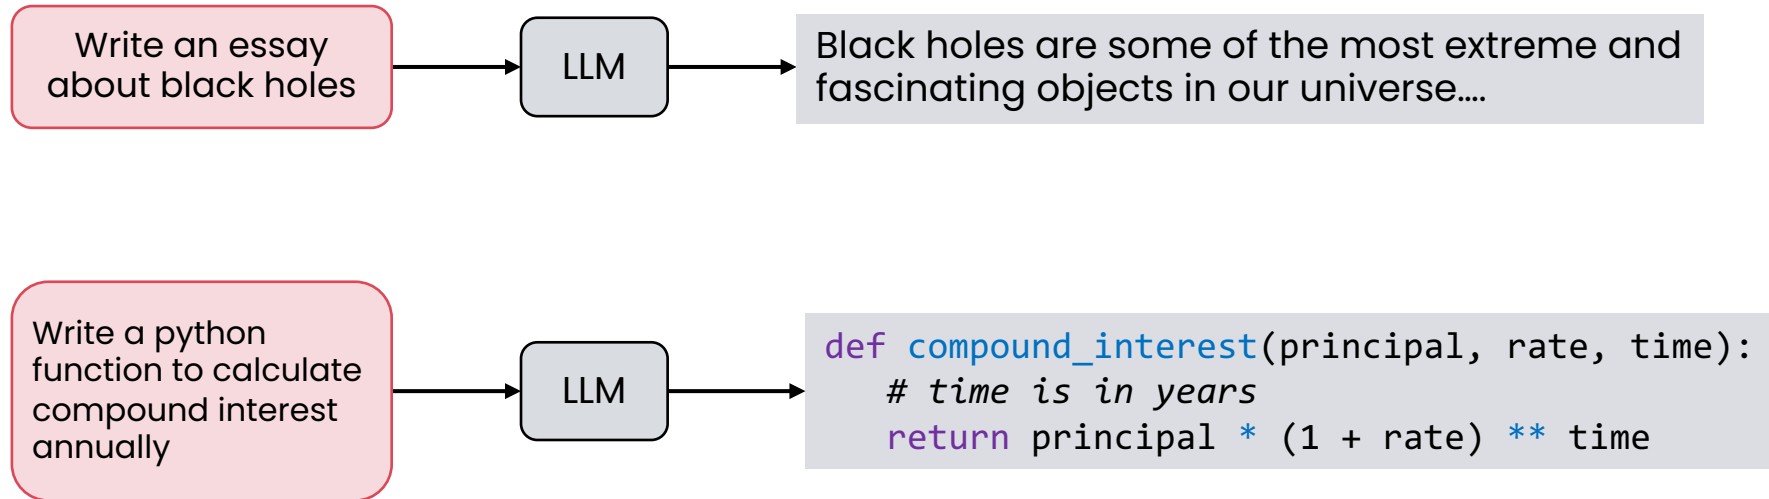 Write an essay
about black holes
LLM
Black holes are some of the most extreme and
fascinating objects in our universe….
Write a python
function to calculate
compound interest
annually
LLM
def compound_interest(principal, rate, time):
# time is in years
return principal * (1 + rate) ** time